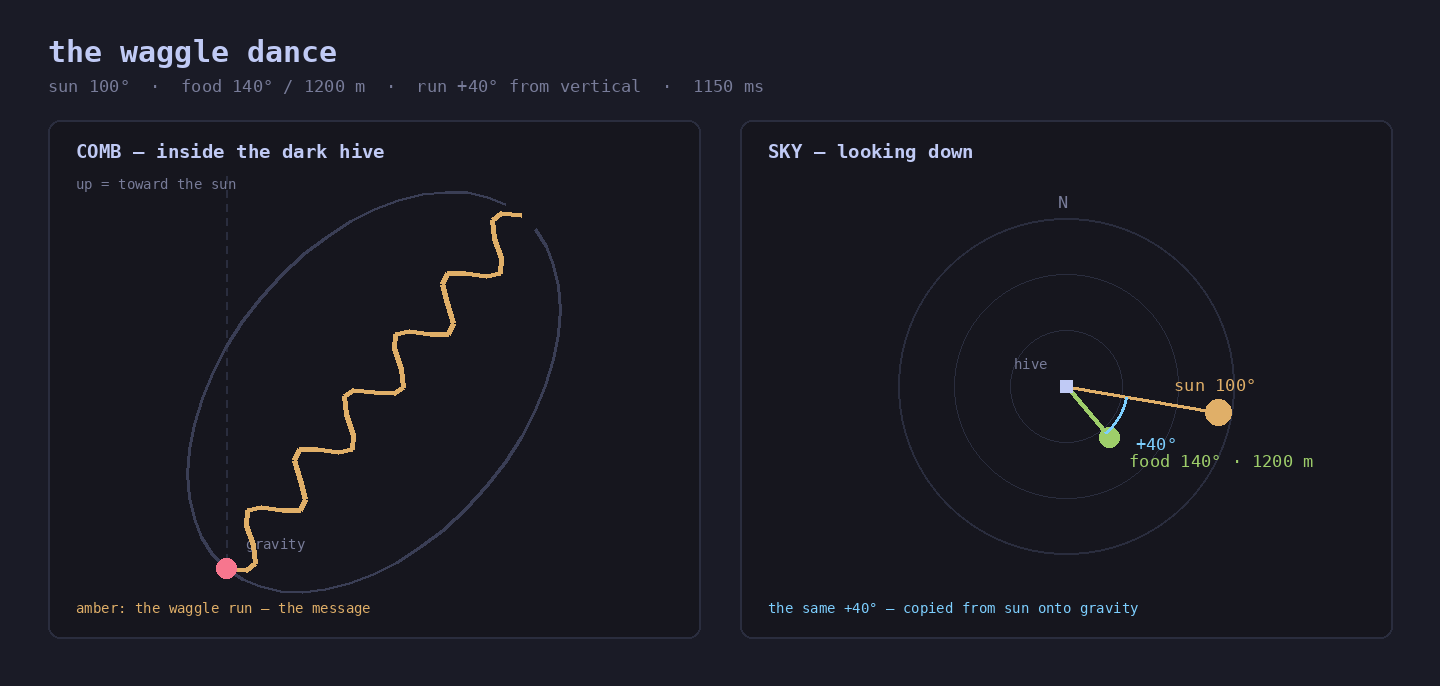 the waggle dance
sun 100° · food 140° / 1200 m · run +40° from vertical · 1150 ms
COMB — inside the dark hive
up = toward the sun
gravity
amber: the waggle run — the message
SKY — looking down
N
hive
sun 100°
+40°
food 140° · 1200 m
the same +40° — copied from sun onto gravity